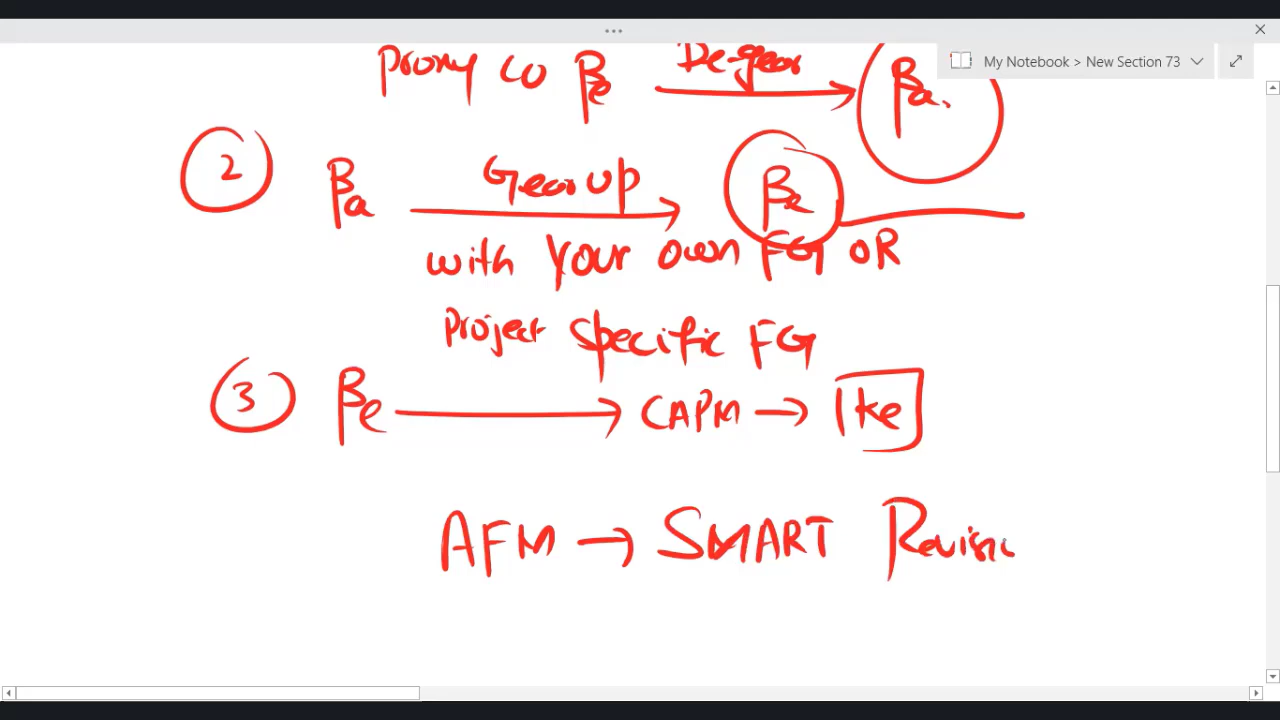 My Notebook > New Section 73
Proxy co βe De-gear βa.
2 βa Gear up βe
with your own FG OR
Project specific FG
3 βe CAPM → ke
AFM → SMART Revisi